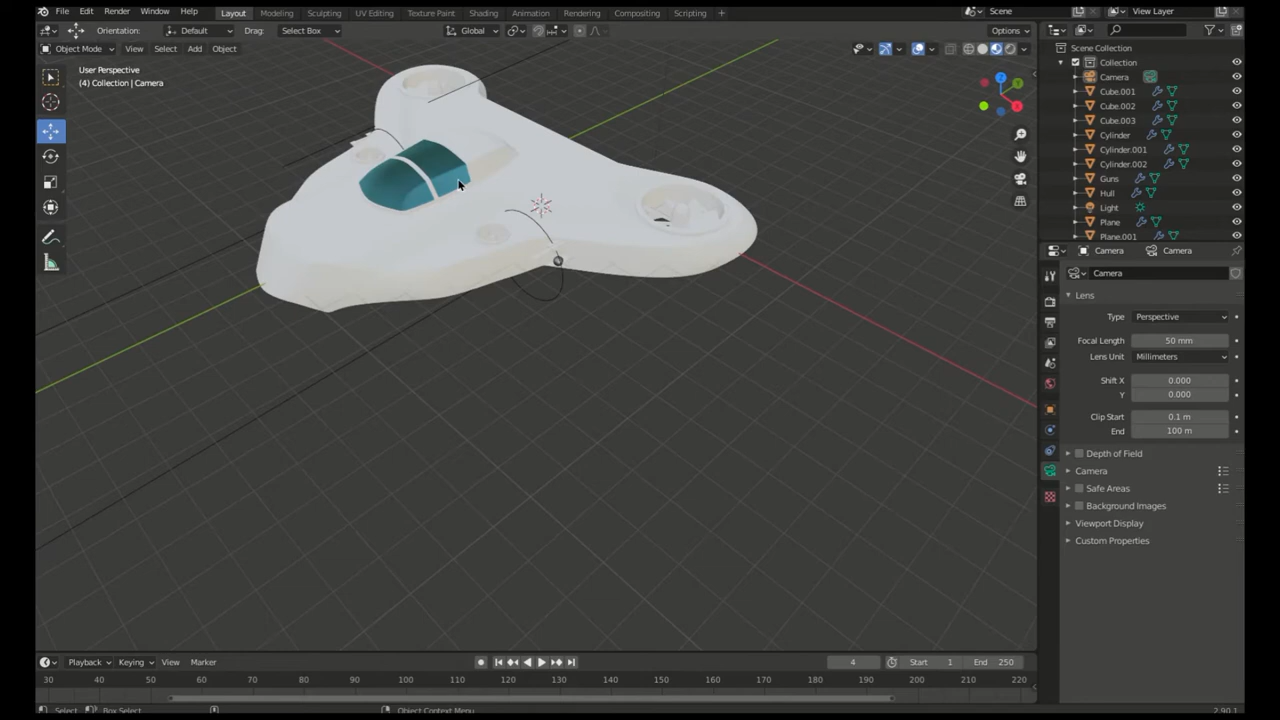 File Edit Render Window Help Layout Modeling Sculpting UV Editing Texture Paint Shading Animation Rendering Compositing Scripting + Scene View Layer
Orientation: Default Drag: Select Box Global Options
Object Mode View Select Add Object
User Perspective
(4) Collection | Camera
Scene Collection
Collection
Camera
Cube.001
Cube.002
Cube.003
Cylinder
Cylinder.001
Cylinder.002
Guns
Hull
Light
Plane
Plane.001
Camera Camera
Camera
Lens
Type Perspective
Focal Length 50 mm
Lens Unit Millimeters
Shift X 0.000
Y 0.000
Clip Start 0.1 m
End 100 m
Depth of Field
Camera
Safe Areas
Background Images
Viewport Display
Custom Properties
Playback Keying View Marker 4 Start 1 End 250
30 40 50 60 70 80 90 100 110 120 130 140 150 160 170 180 190 200 210 220
Select Box Select Object Context Menu 2.90.1